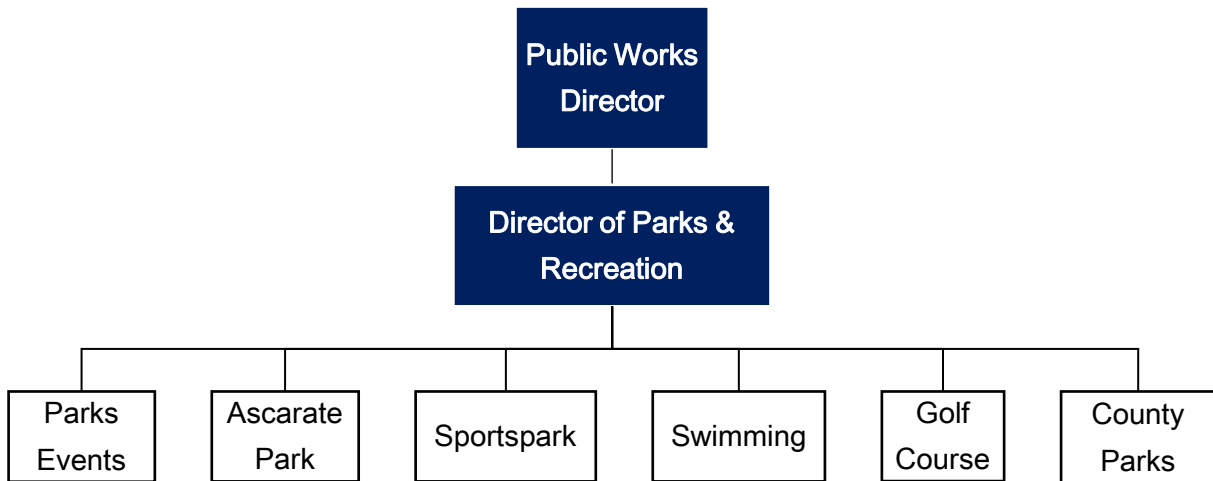 Public Works
Director
Director of Parks &
Recreation
Parks
Events
Ascarate
Park
Sportspark
Swimming
Golf
Course
County
Parks